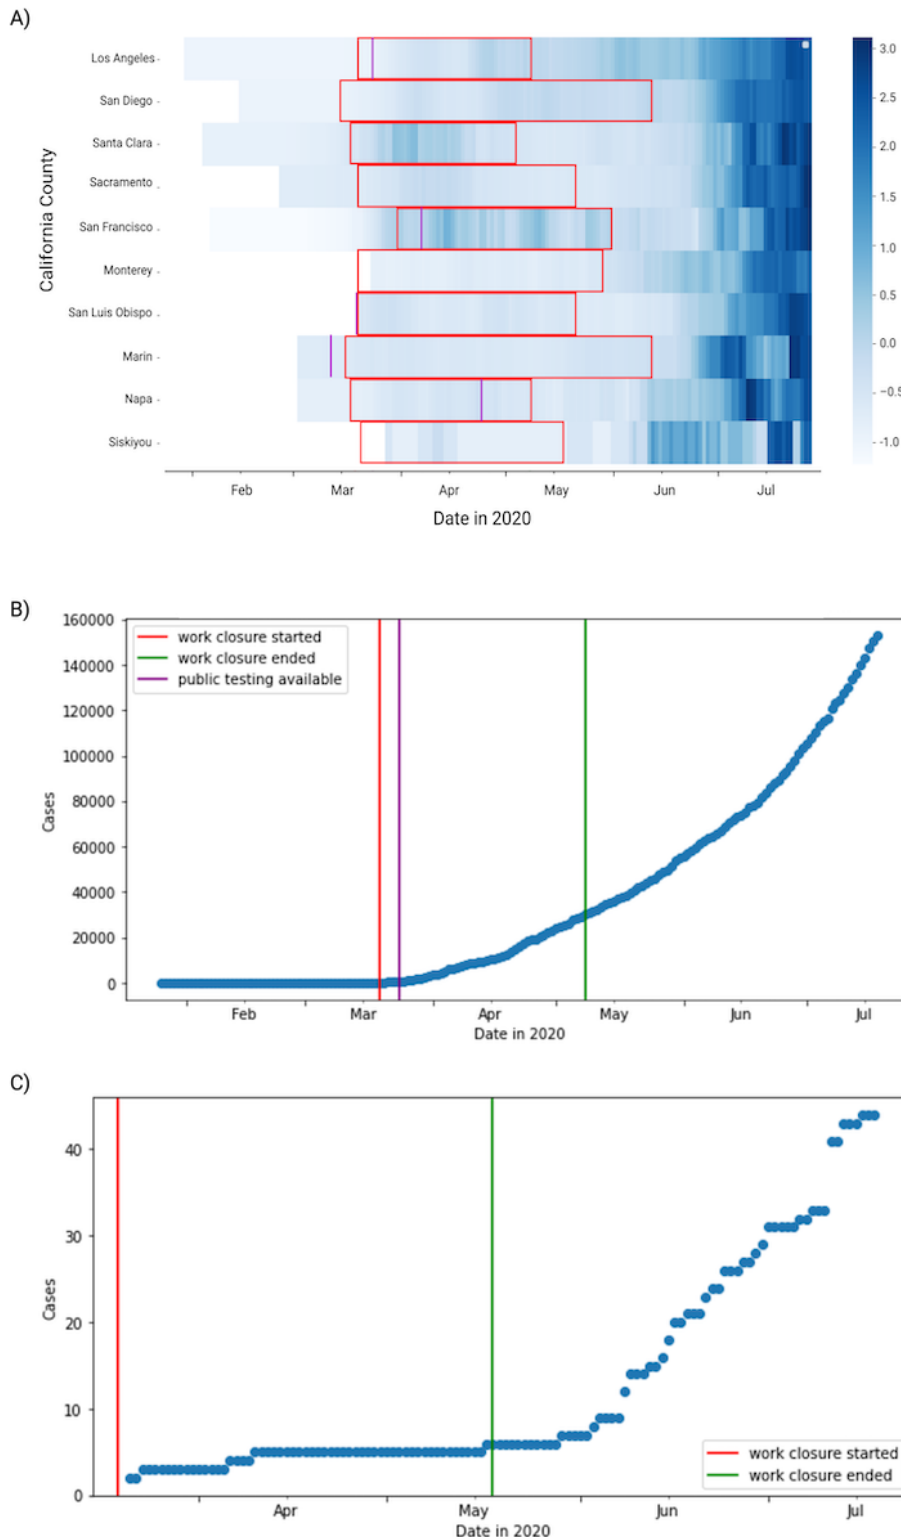 A)
Los Angeles
San Diego
Santa Clara
Sacramento
San Francisco
Monterey
San Luis Obispo
Marin
Napa
Siskiyou
California County
Feb Mar Apr May Jun Jul
Date in 2020
3.0
2.5
2.0
1.5
1.0
0.5
0.0
−0.5
-1.0
B)
160000
140000
120000
100000
80000
60000
40000
20000
0
Cases
work closure started
work closure ended
public testing available
Feb Mar Apr May Jun Jul
Date in 2020
C)
40
30
20
10
0
Cases
work closure started
work closure ended
Apr May Jun Jul
Date in 2020